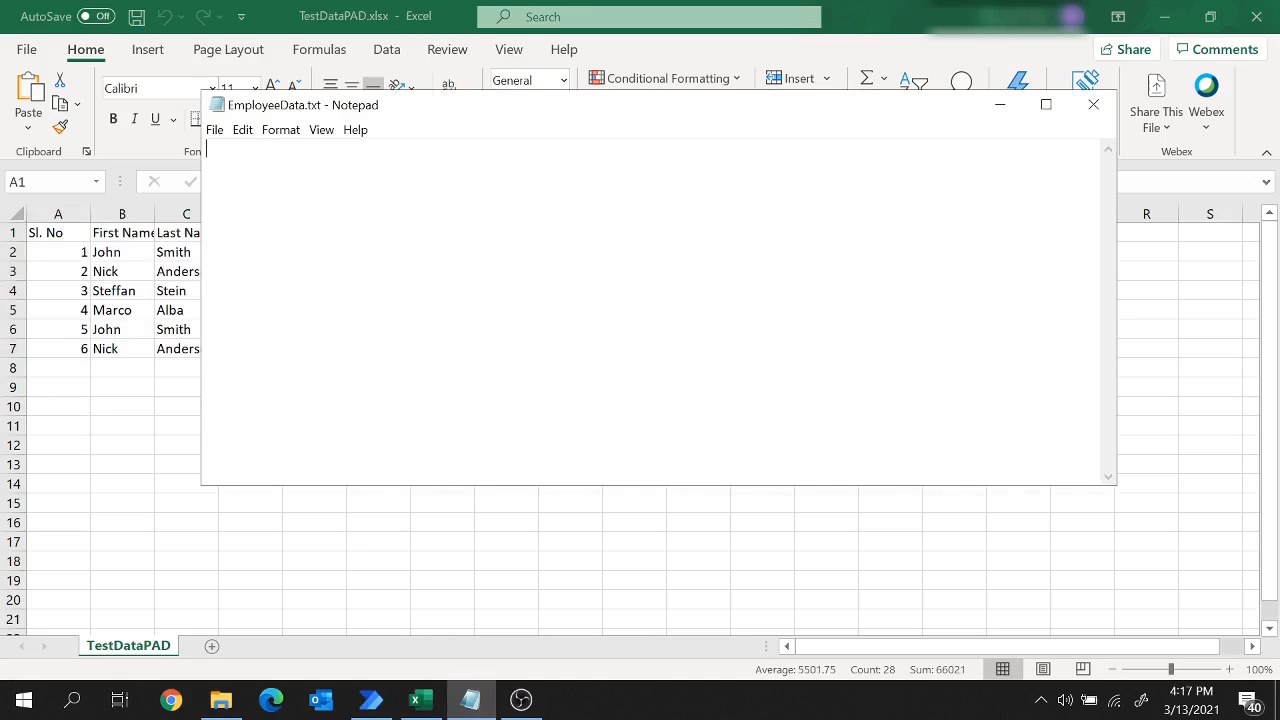 AutoSave Off TestDataPAD.xlsx - Excel Search
File Home Insert Page Layout Formulas Data Review View Help Share Comments
Calibri 11 General Conditional Formatting Insert
Paste B I U Share This File Webex
Clipboard Webex
EmployeeData.txt - Notepad
File Edit Format View Help
A1
A B C R S
1 Sl. No First Name Last Na
2 1 John Smith
3 2 Nick Anders
4 3 Steffan Stein
5 4 Marco Alba
6 5 John Smith
7 6 Nick Anders
8
9
10
11
12
13
14
15
16
17
18
19
20
21
TestDataPAD
Average: 5501.75 Count: 28 Sum: 66021 100%
4:17 PM
3/13/2021
40